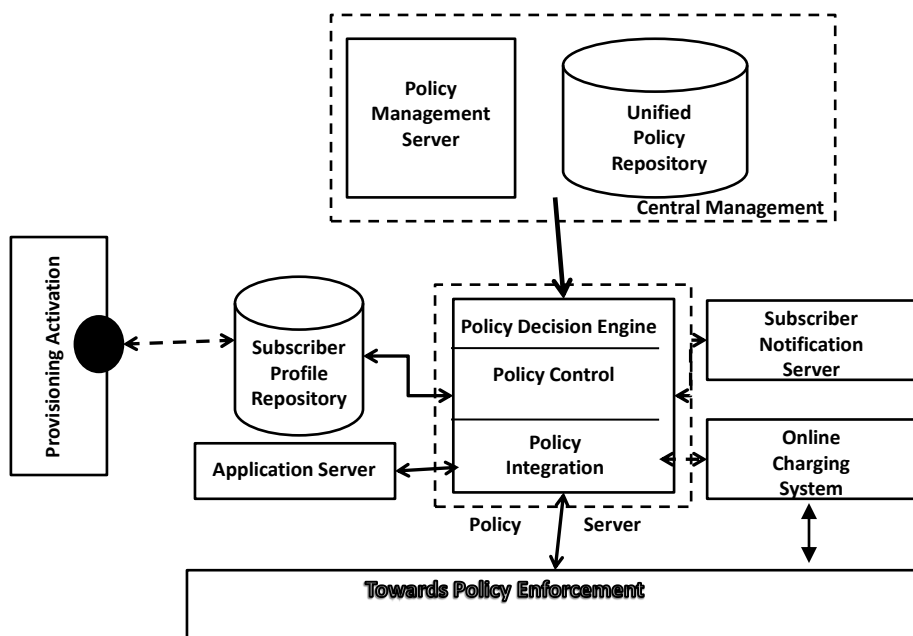 Policy
Management
Server
Unified
Policy
Repository
Central Management
Provisioning Activation
Subscriber
Profile
Repository
Policy Decision Engine
Policy Control
Policy
Integration
Subscriber
Notification
Server
Application Server
Online
Charging
System
Policy Server
Towards Policy Enforcement